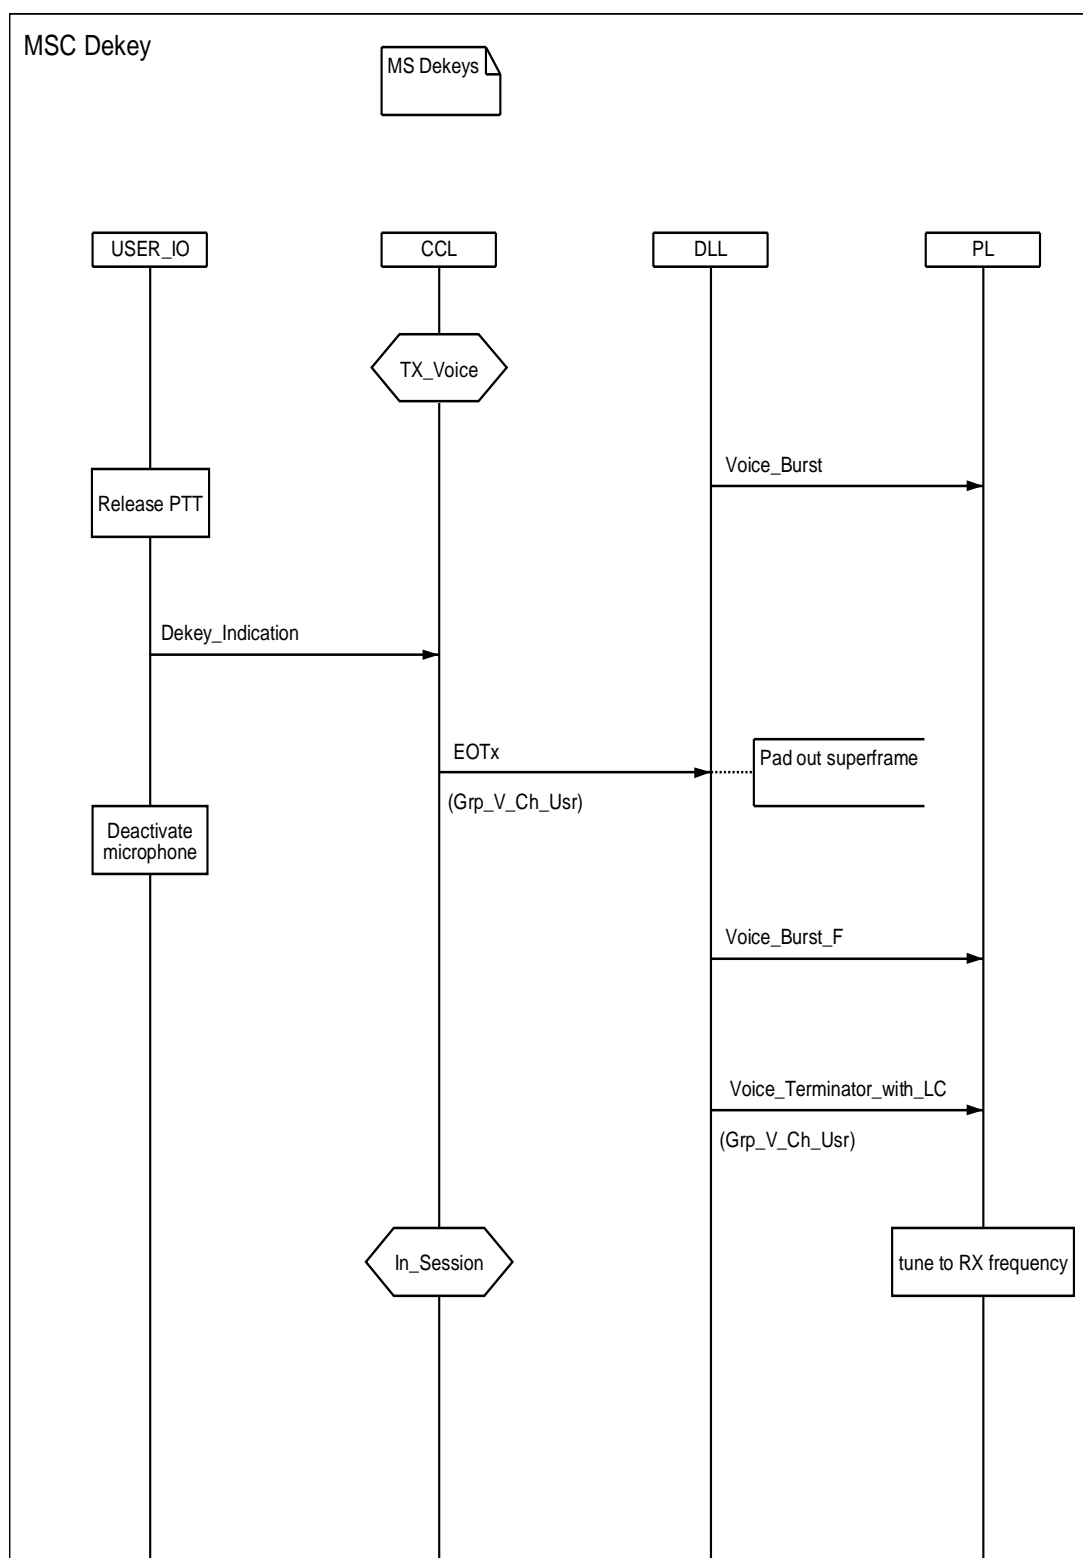 MSC Dekey
MS Dekeys
USER_IO
CCL
DLL
PL
TX_Voice
Voice_Burst
Release PTT
Dekey_Indication
EOTx
Pad out superframe
(Grp_V_Ch_Usr)
Deactivate
microphone
Voice_Burst_F
Voice_Terminator_with_LC
(Grp_V_Ch_Usr)
In_Session
tune to RX frequency